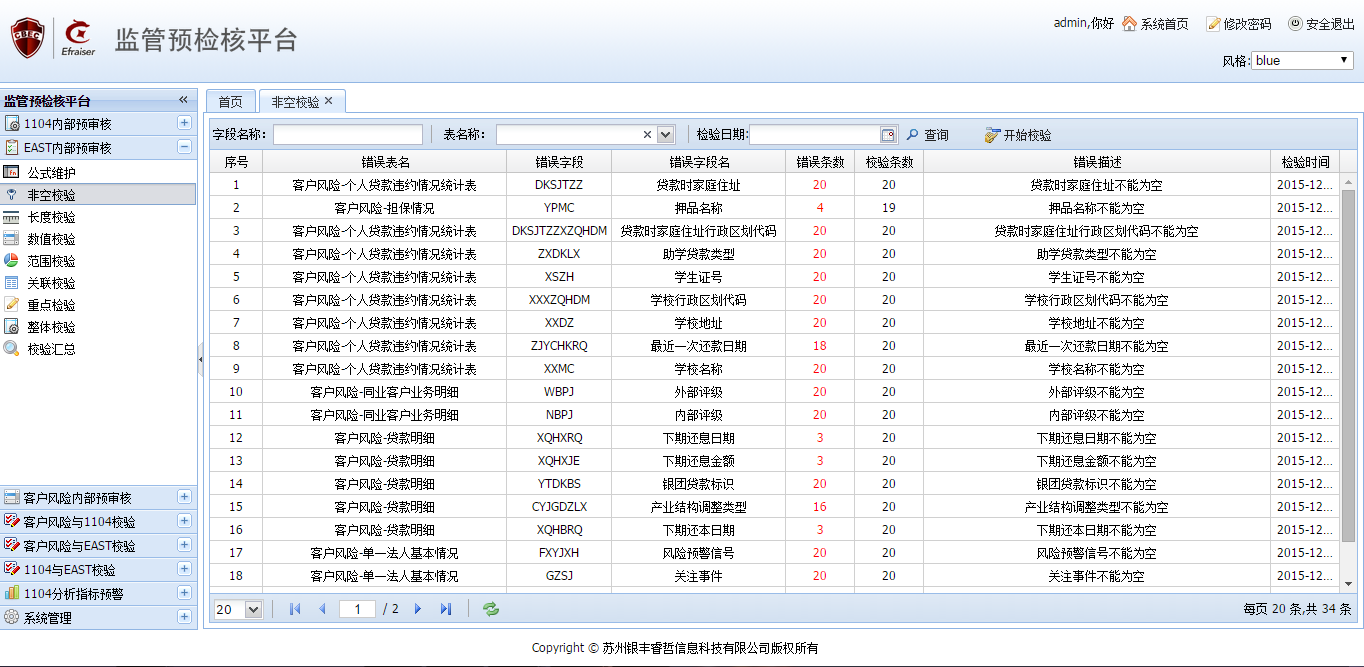 CBEC Efraiser 监管预检核平台
admin,你好 系统首页 修改密码 安全退出
风格: blue
监管预检核平台
1104内部预审核
EAST内部预审核
公式维护
非空校验
长度校验
数值校验
范围校验
关联校验
重点检验
整体校验
校验汇总
客户风险内部预审核
客户风险与1104校验
客户风险与EAST校验
1104与EAST校验
1104分析指标预警
系统管理
首页 非空校验
字段名称: 表名称: 检验日期: 查询 开始校验
序号 错误表名 错误字段 错误字段名 错误条数 校验条数 错误描述 检验时间
1 客户风险-个人贷款违约情况统计表 DKSJTZZ 贷款时家庭住址 20 20 贷款时家庭住址不能为空 2015-12...
2 客户风险-担保情况 YPMC 押品名称 4 19 押品名称不能为空 2015-12...
3 客户风险-个人贷款违约情况统计表 DKSJTZZXZQHDM 贷款时家庭住址行政区划代码 20 20 贷款时家庭住址行政区划代码不能为空 2015-12...
4 客户风险-个人贷款违约情况统计表 ZXDKLX 助学贷款类型 20 20 助学贷款类型不能为空 2015-12...
5 客户风险-个人贷款违约情况统计表 XSZH 学生证号 20 20 学生证号不能为空 2015-12...
6 客户风险-个人贷款违约情况统计表 XXXZQHDM 学校行政区划代码 20 20 学校行政区划代码不能为空 2015-12...
7 客户风险-个人贷款违约情况统计表 XXDZ 学校地址 20 20 学校地址不能为空 2015-12...
8 客户风险-个人贷款违约情况统计表 ZJYCHKRQ 最近一次还款日期 18 20 最近一次还款日期不能为空 2015-12...
9 客户风险-个人贷款违约情况统计表 XXMC 学校名称 20 20 学校名称不能为空 2015-12...
10 客户风险-同业客户业务明细 WBPJ 外部评级 20 20 外部评级不能为空 2015-12...
11 客户风险-同业客户业务明细 NBPJ 内部评级 20 20 内部评级不能为空 2015-12...
12 客户风险-贷款明细 XQHXRQ 下期还息日期 3 20 下期还息日期不能为空 2015-12...
13 客户风险-贷款明细 XQHXJE 下期还息金额 3 20 下期还息金额不能为空 2015-12...
14 客户风险-贷款明细 YTDKBS 银团贷款标识 20 20 银团贷款标识不能为空 2015-12...
15 客户风险-贷款明细 CYJGDZLX 产业结构调整类型 16 20 产业结构调整类型不能为空 2015-12...
16 客户风险-贷款明细 XQHBRQ 下期还本日期 3 20 下期还本日期不能为空 2015-12...
17 客户风险-单一法人基本情况 FXYJXH 风险预警信号 20 20 风险预警信号不能为空 2015-12...
18 客户风险-单一法人基本情况 GZSJ 关注事件 20 20 关注事件不能为空 2015-12...
20 1 / 2 每页 20 条,共 34 条
Copyright © 苏州银丰睿哲信息科技有限公司版权所有